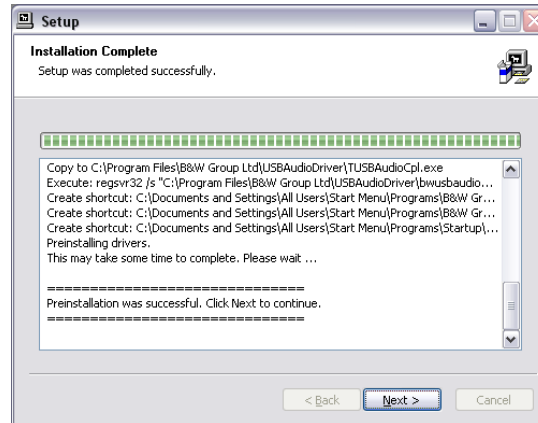 Setup
Installation Complete
Setup was completed successfully.
Copy to C:\Program Files\B&W Group Ltd\USBAudioDriver\TUSBAudioCpl.exe
Execute: regsvr32 /s "C:\Program Files\B&W Group Ltd\USBAudioDriver\bwusbaudio...
Create shortcut: C:\Documents and Settings\All Users\Start Menu\Programs\B&W Gr...
Create shortcut: C:\Documents and Settings\All Users\Start Menu\Programs\B&W Gr...
Create shortcut: C:\Documents and Settings\All Users\Start Menu\Programs\Startup\...
Preinstalling drivers.
This may take some time to complete. Please wait ...
===============================
Preinstallation was successful. Click Next to continue.
===============================
< Back Next > Cancel